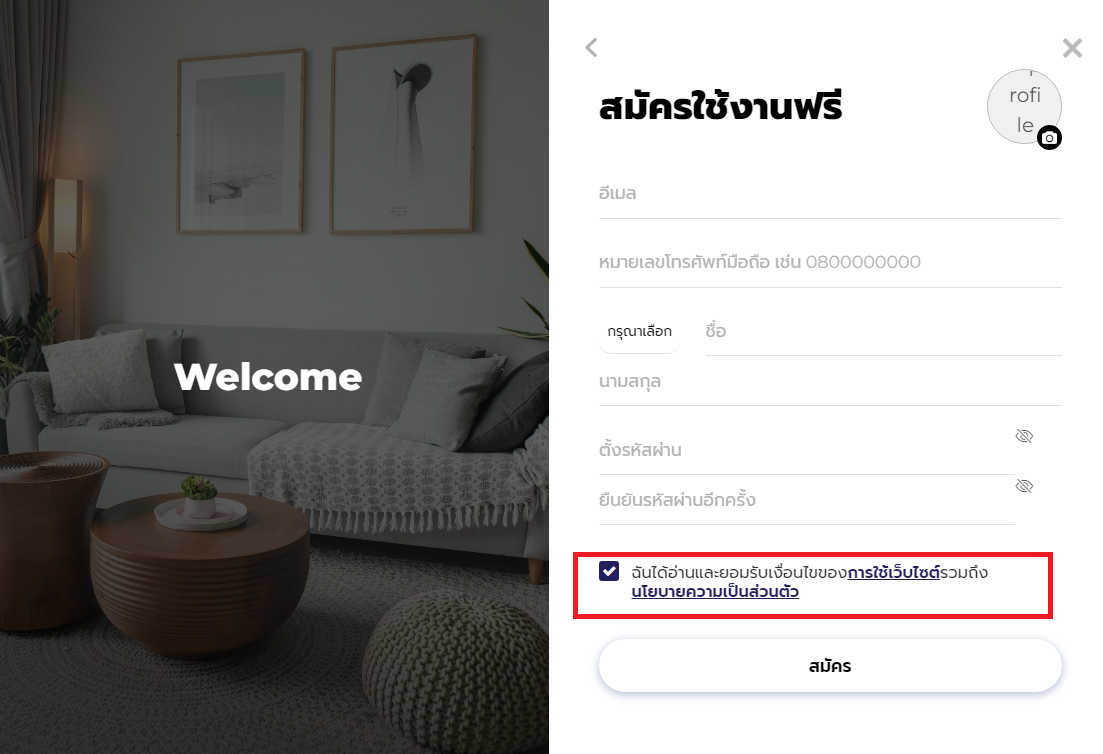 Welcome
สมัครใช้งานฟรี
rofi
le
อีเมล
หมายเลขโทรศัพท์มือถือ เช่น 0800000000
กรุณาเลือก
ชื่อ
นามสกุล
ตั้งรหัสผ่าน
ยืนยันรหัสผ่านอีกครั้ง
ฉันได้อ่านและยอมรับเงื่อนไขของการใช้เว็บไซต์รวมถึง
นโยบายความเป็นส่วนตัว
สมัคร